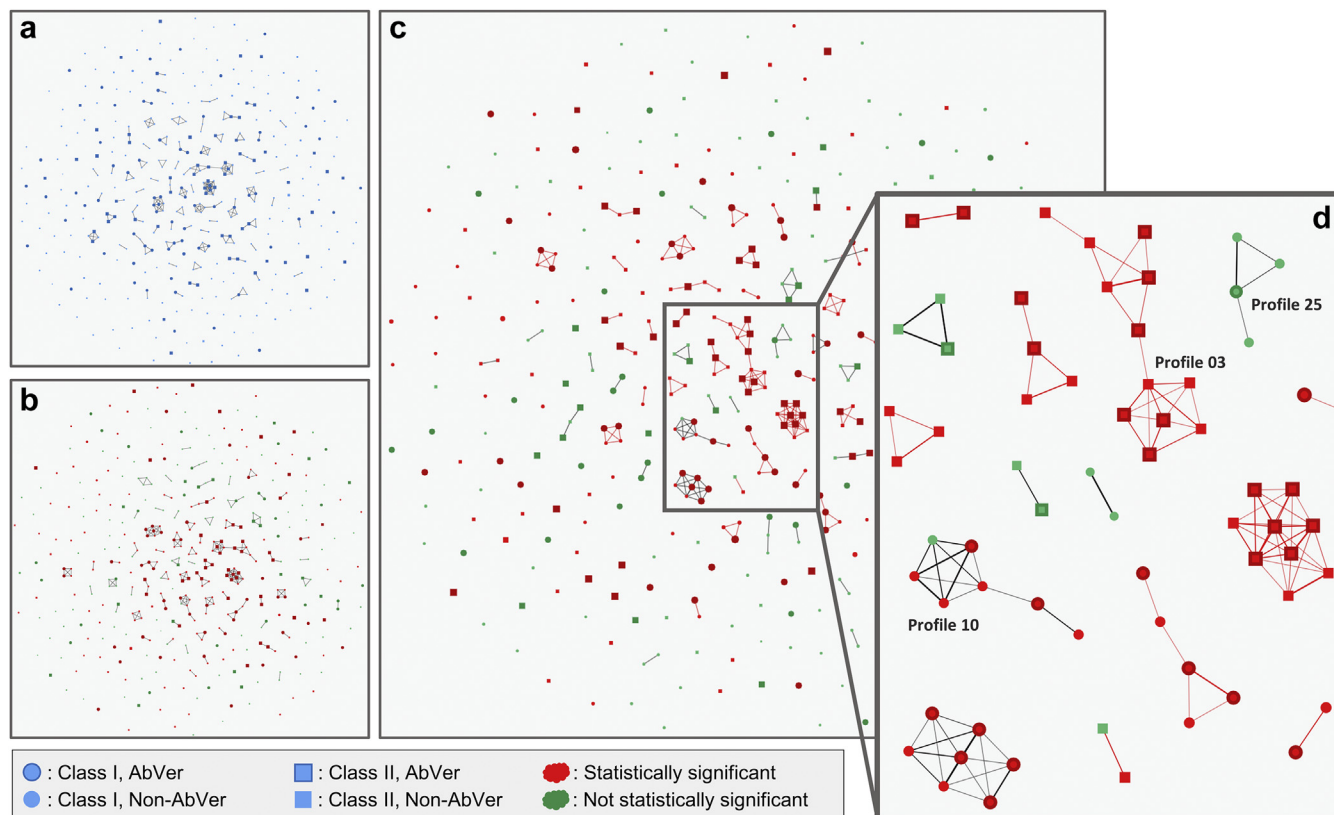 a
c
d
Profile 25
Profile 03
b
Profile 10
: Class I, AbVer
: Class II, AbVer
: Statistically significant
: Class I, Non-AbVer
: Class II, Non-AbVer
: Not statistically significant